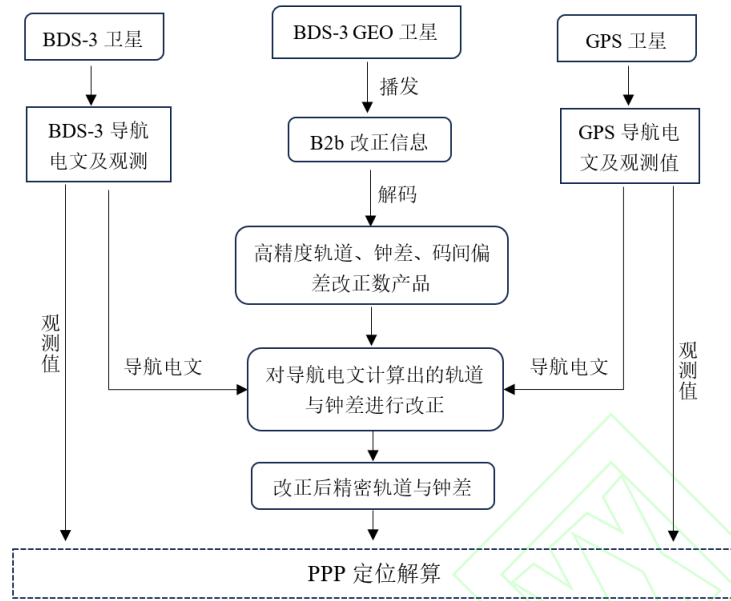 BDS-3 卫星
BDS-3 GEO 卫星
GPS 卫星
播发
BDS-3 导航
电文及观测
B2b 改正信息
GPS 导航电
文及观测值
解码
高精度轨道、钟差、码间偏
差改正数产品
观测值
导航电文
对导航电文计算出的轨道
与钟差进行改正
导航电文
观测值
改正后精密轨道与钟差
PPP 定位解算